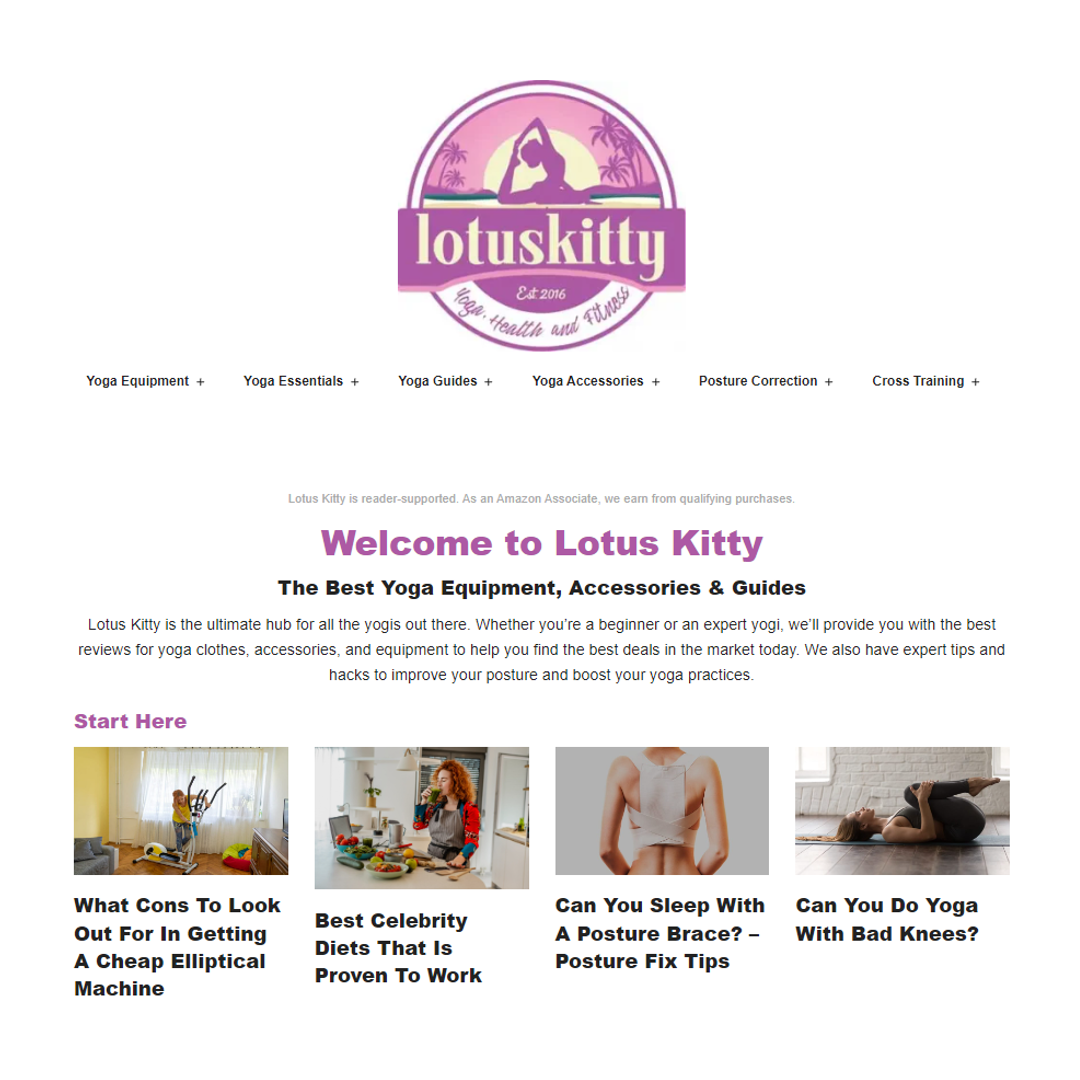 lotuskitty
Est 2016
Yoga, Health and Fitness
Yoga Equipment + Yoga Essentials + Yoga Guides + Yoga Accessories + Posture Correction + Cross Training +
Lotus Kitty is reader-supported. As an Amazon Associate, we earn from qualifying purchases.
Welcome to Lotus Kitty
The Best Yoga Equipment, Accessories & Guides
Lotus Kitty is the ultimate hub for all the yogis out there. Whether you’re a beginner or an expert yogi, we’ll provide you with the best
reviews for yoga clothes, accessories, and equipment to help you find the best deals in the market today. We also have expert tips and
hacks to improve your posture and boost your yoga practices.
Start Here
What Cons To Look
Out For In Getting
A Cheap Elliptical
Machine
Best Celebrity
Diets That Is
Proven To Work
Can You Sleep With
A Posture Brace? –
Posture Fix Tips
Can You Do Yoga
With Bad Knees?